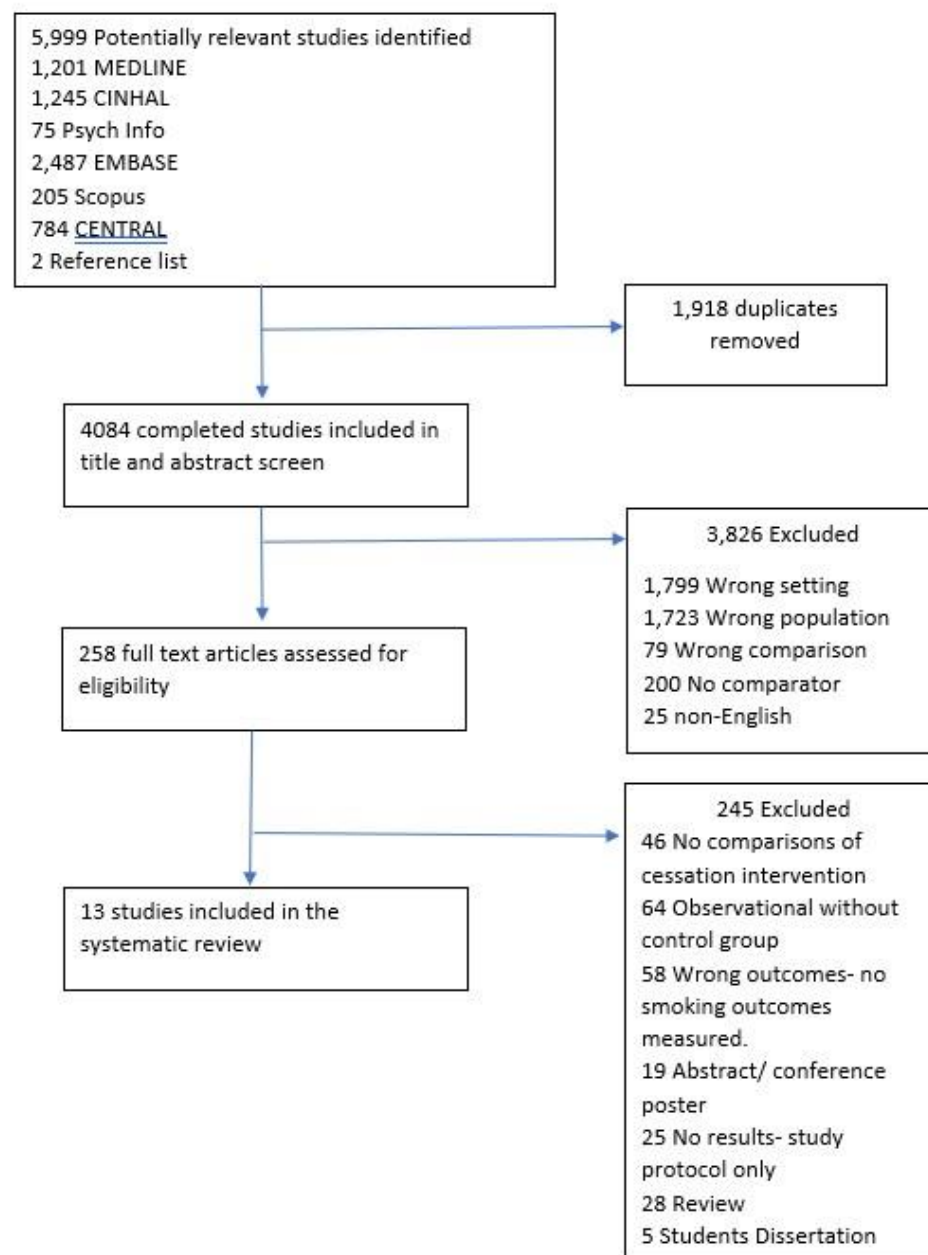 5,999 Potentially relevant studies identified
1,201 MEDLINE
1,245 CINHAL
75 Psych Info
2,487 EMBASE
205 Scopus
784 CENTRAL
2 Reference list
1,918 duplicates
removed
4084 completed studies included in
title and abstract screen
3,826 Excluded
1,799 Wrong setting
1,723 Wrong population
79 Wrong comparison
200 No comparator
25 non-English
258 full text articles assessed for
eligibility
245 Excluded
46 No comparisons of
cessation intervention
64 Observational without
control group
58 Wrong outcomes- no
smoking outcomes
measured.
19 Abstract/ conference
poster
25 No results- study
protocol only
28 Review
5 Students Dissertation
13 studies included in the
systematic review